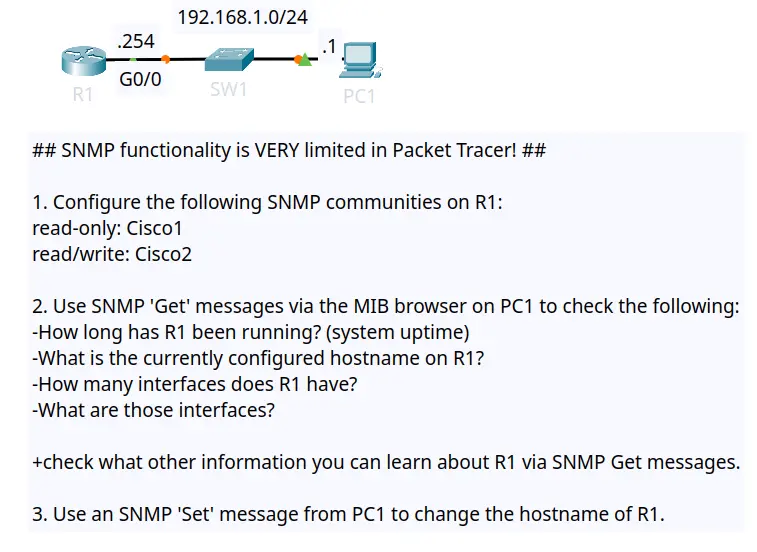 192.168.1.0/24
.254
.1
G0/0
R1
SW1
PC1
## SNMP functionality is VERY limited in Packet Tracer! ##
1. Configure the following SNMP communities on R1:
read-only: Cisco1
read/write: Cisco2
2. Use SNMP 'Get' messages via the MIB browser on PC1 to check the following:
-How long has R1 been running? (system uptime)
-What is the currently configured hostname on R1?
-How many interfaces does R1 have?
-What are those interfaces?
+check what other information you can learn about R1 via SNMP Get messages.
3. Use an SNMP 'Set' message from PC1 to change the hostname of R1.